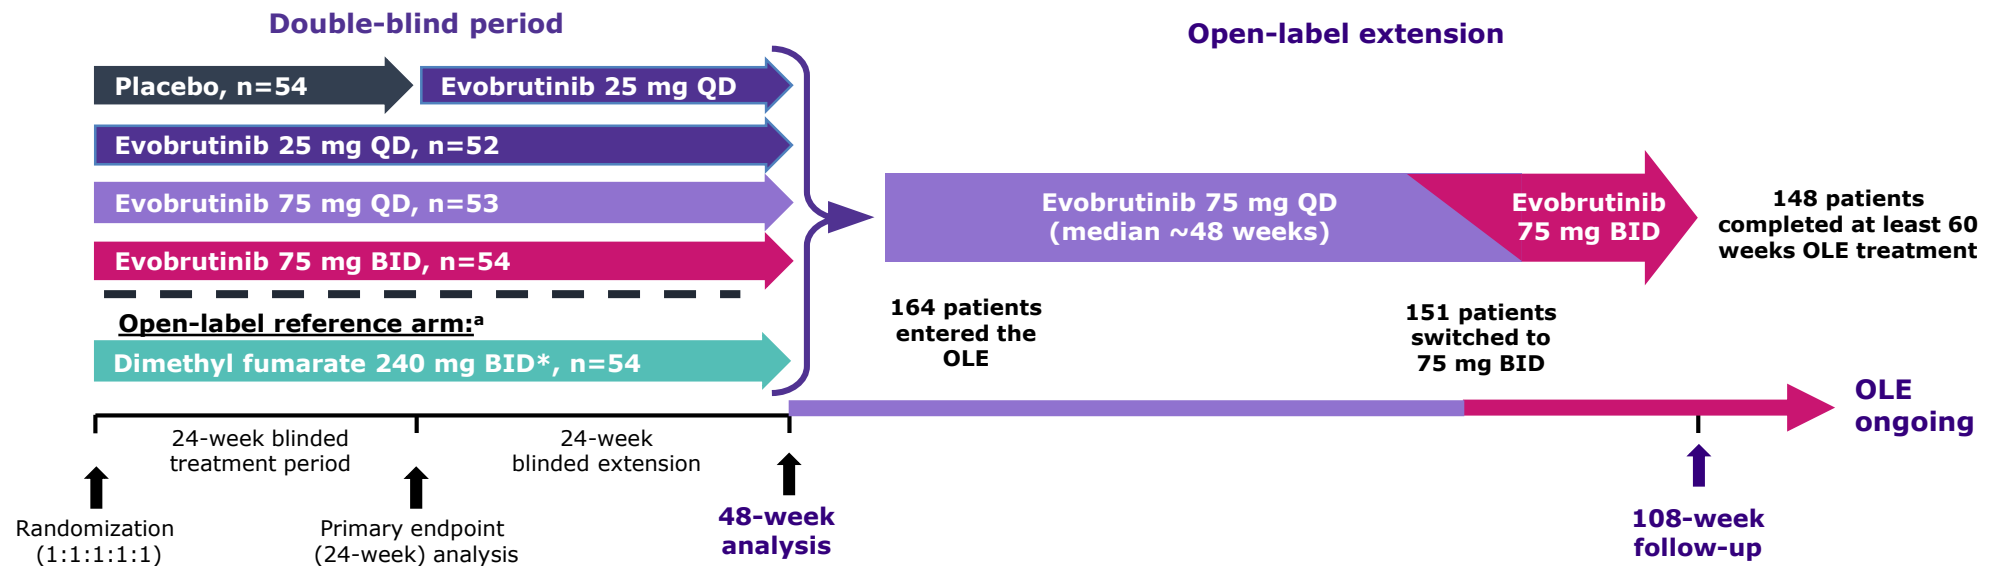 Double-blind period
Open-label extension
Placebo, n=54
Evobrutinib 25 mg QD
Evobrutinib 25 mg QD, n=52
Evobrutinib 75 mg QD, n=53
Evobrutinib 75 mg BID, n=54
Open-label reference arm:ᵃ
Dimethyl fumarate 240 mg BID*, n=54
Evobrutinib 75 mg QD
(median ~48 weeks)
Evobrutinib
75 mg BID
148 patients
completed at least 60
weeks OLE treatment
164 patients
entered the
OLE
151 patients
switched to
75 mg BID
OLE
ongoing
24-week blinded
treatment period
24-week
blinded extension
Randomization
(1:1:1:1:1)
Primary endpoint
(24-week) analysis
48-week
analysis
108-week
follow-up